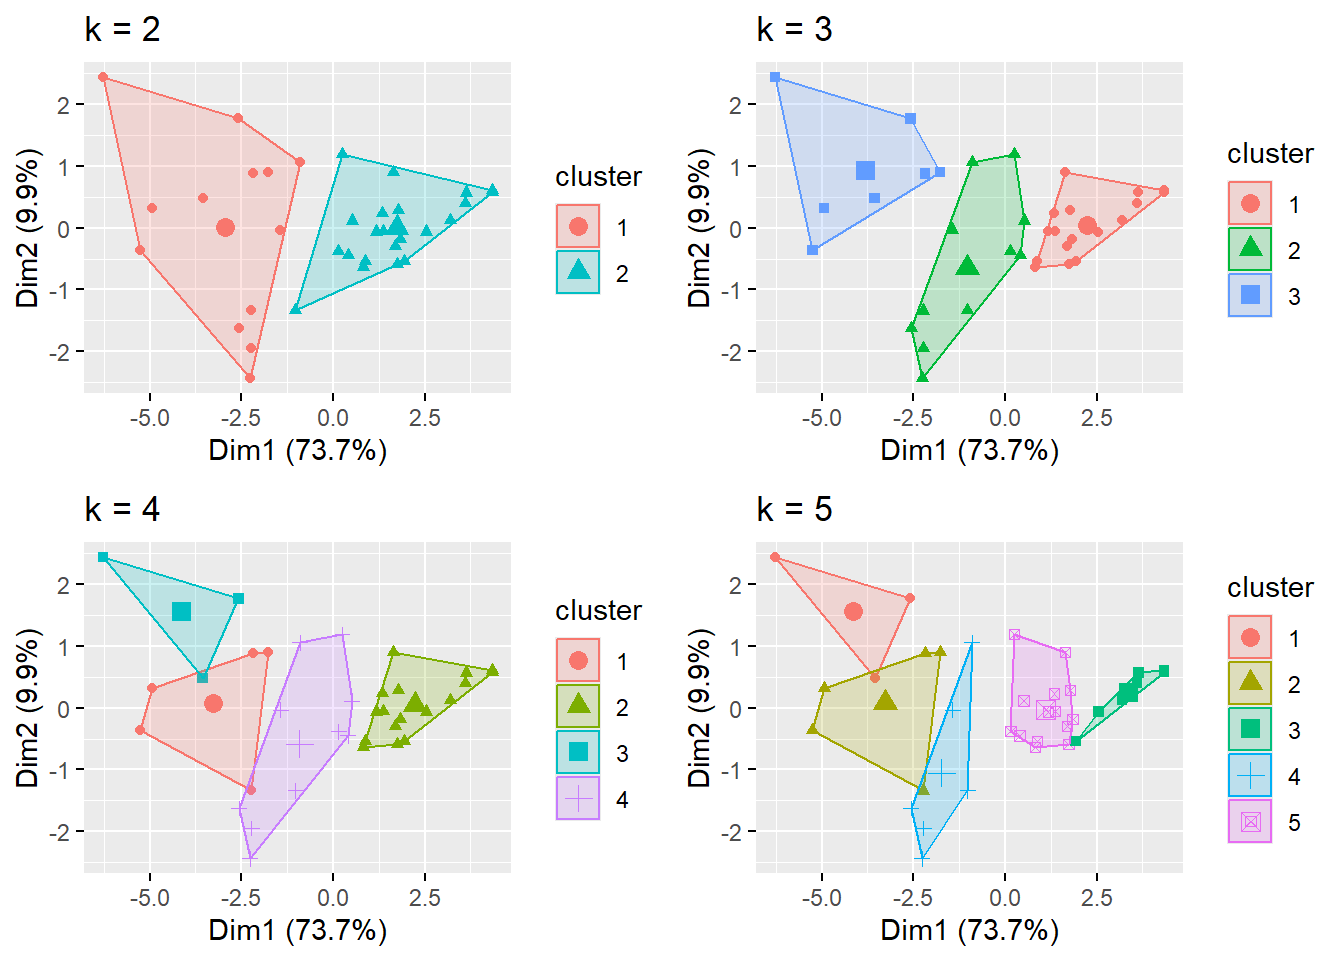 k = 2
2
1
0
-1
-2
Dim2 (9.9%)
-5.0 -2.5 0.0 2.5
Dim1 (73.7%)
cluster
1
2
k = 3
2
1
0
-1
-2
Dim2 (9.9%)
-5.0 -2.5 0.0 2.5
Dim1 (73.7%)
cluster
1
2
3
k = 4
2
1
0
-1
-2
Dim2 (9.9%)
-5.0 -2.5 0.0 2.5
Dim1 (73.7%)
cluster
1
2
3
4
k = 5
2
1
0
-1
-2
Dim2 (9.9%)
-5.0 -2.5 0.0 2.5
Dim1 (73.7%)
cluster
1
2
3
4
5